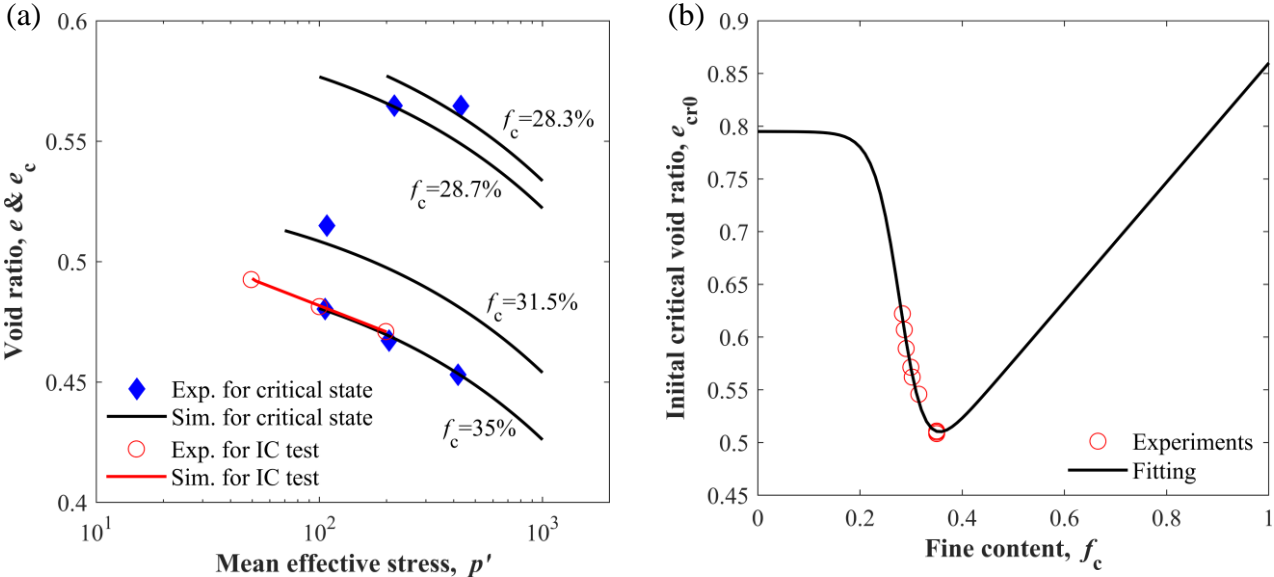 (a)
0.6
0.55
0.5
0.45
0.4
Void ratio, e & e_c
f_c=28.3%
f_c=28.7%
f_c=31.5%
f_c=35%
Exp. for critical state
Sim. for critical state
Exp. for IC test
Sim. for IC test
10^1
10^2
10^3
Mean effective stress, p'
(b)
0.9
0.85
0.8
0.75
0.7
0.65
0.6
0.55
0.5
0.45
Iniital critical void ratio, e_cr0
Experiments
Fitting
0
0.2
0.4
0.6
0.8
1
Fine content, f_c